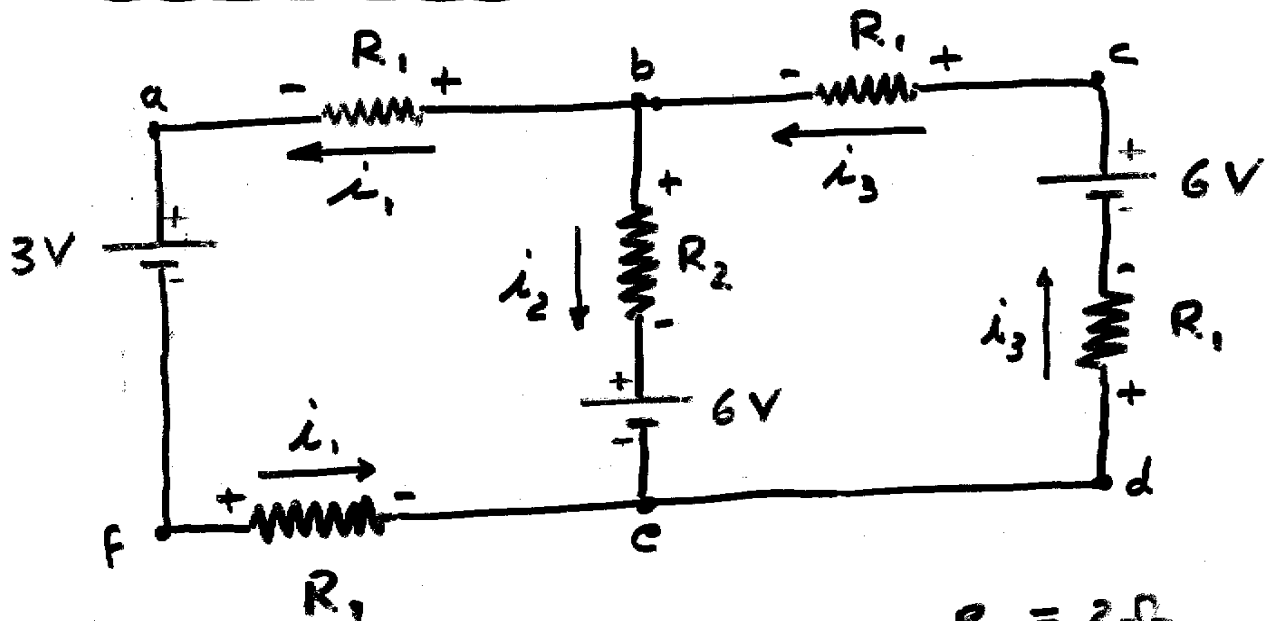 R₁ R₁
a - + b - + c
i₁ i₃
+ + +
3V 6V
- R₂ -
i₂ - i₃ - R₁
+ 6V +
-
i₁
+ - d
f e
R₁